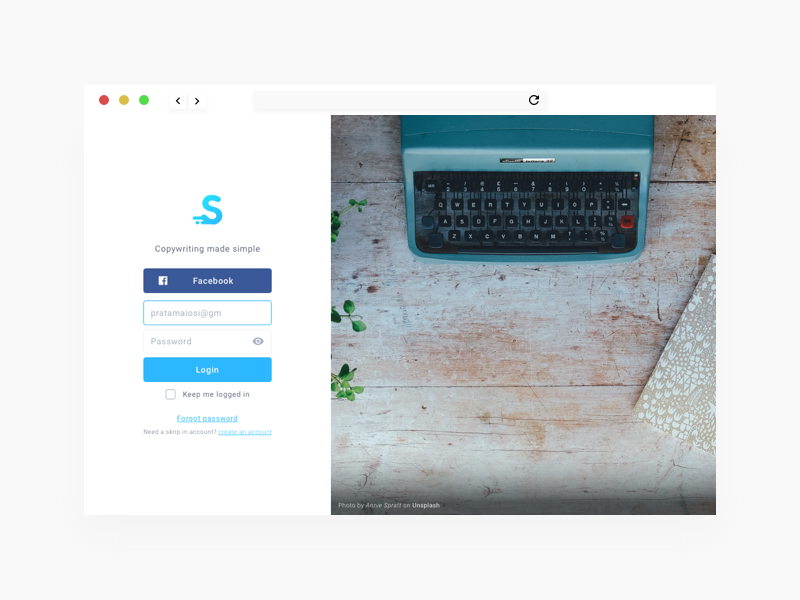 S
Copywriting made simple
Facebook
pratamaiosi@gm
Password
Login
Keep me logged in
Forgot password
Need a skrip.in account? create an account
Q W E R T Y U I O P
A S D F G H J K L
Z X C V B N M
Photo by Annie Spratt on Unsplash